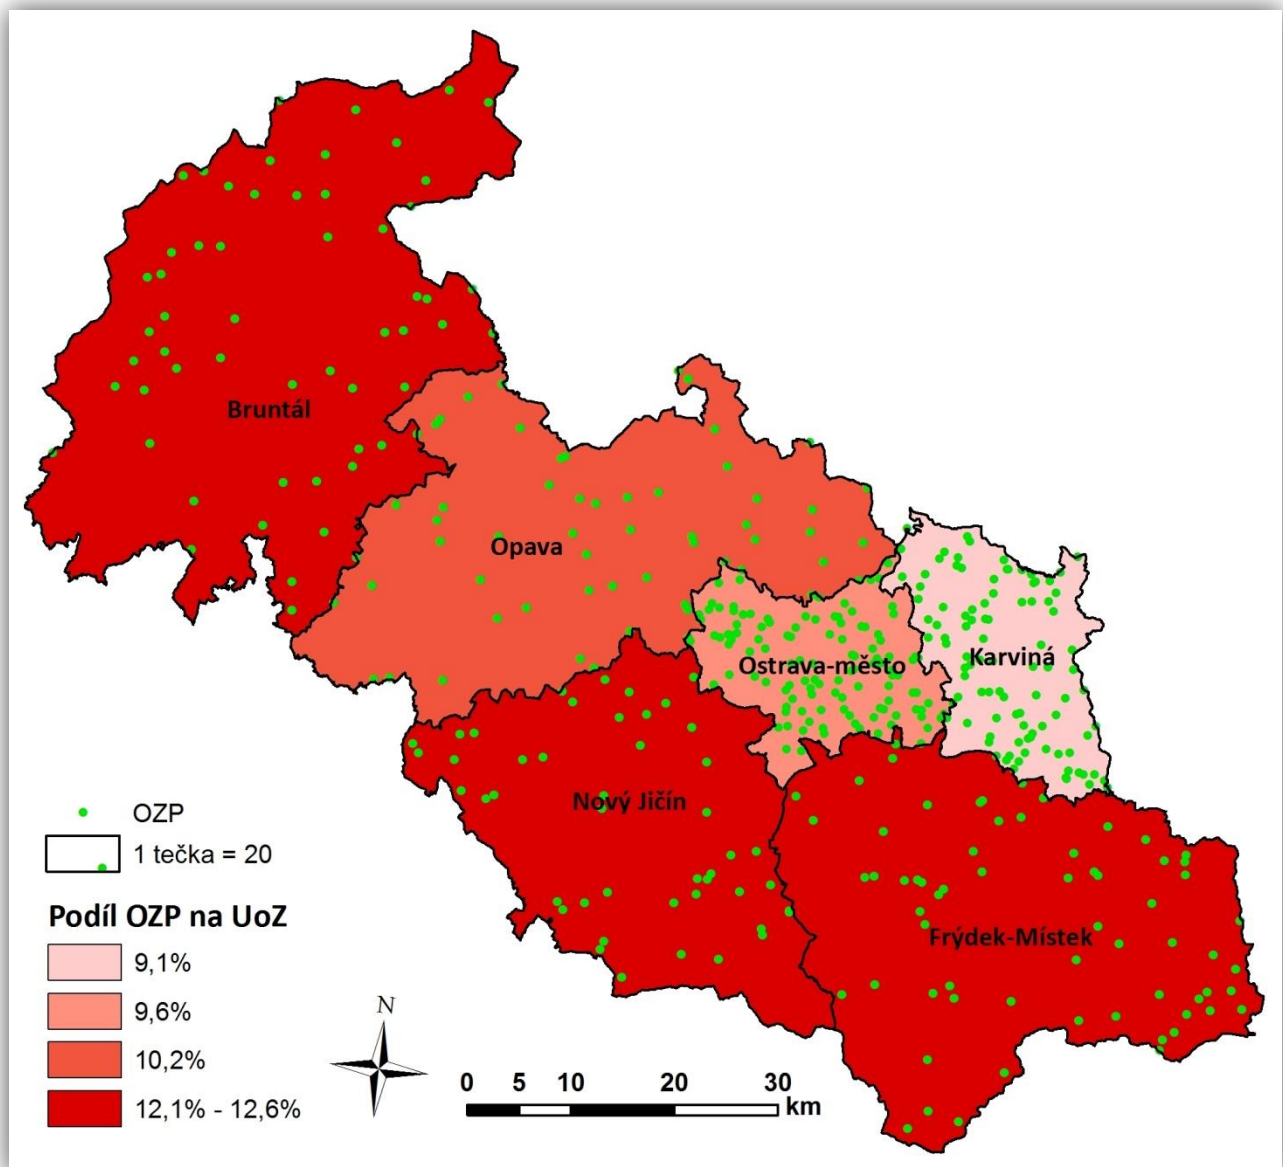 Bruntál
Opava
Ostrava-město
Karviná
Nový Jičín
Frýdek-Místek
OZP
1 tečka = 20
Podíl OZP na UoZ
9,1%
9,6%
10,2%
12,1% - 12,6%
N
0 5 10 20 30
km